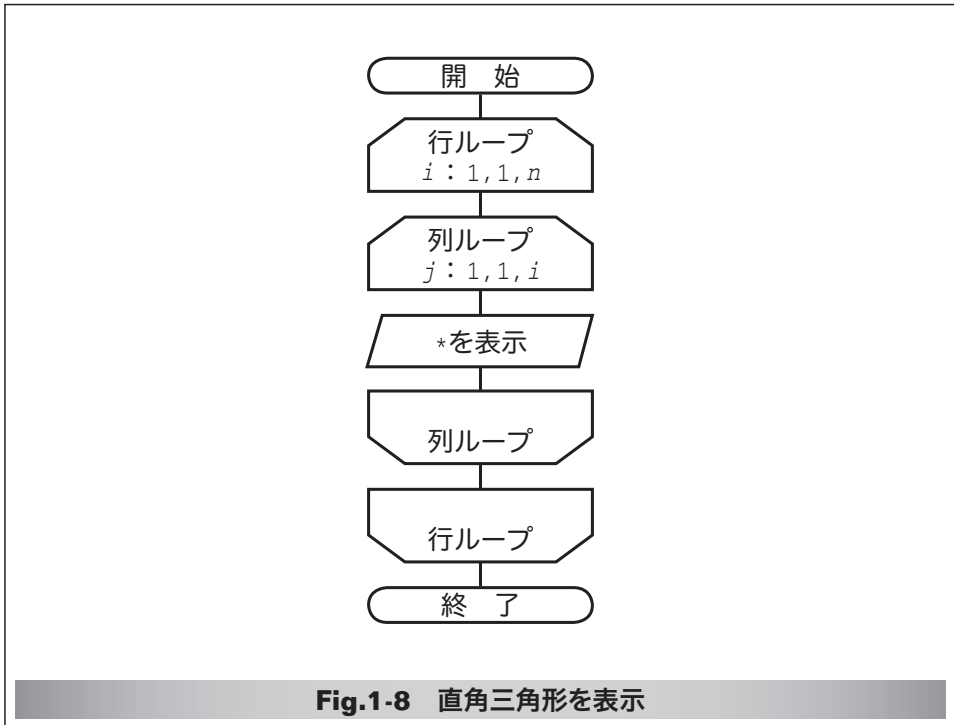 開　始
行ループ
i：1,1,n
列ループ
j：1,1,i
*を表示
列ループ
行ループ
終　了
Fig.1-8　直角三角形を表示